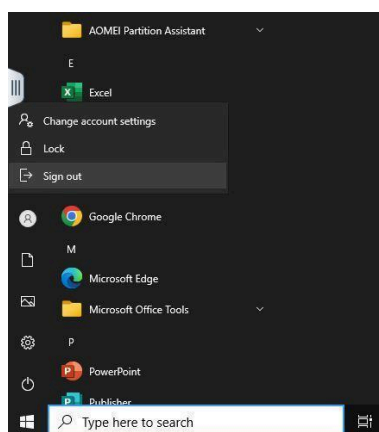 AOMEI Partition Assistant
E
Excel
Change account settings
Lock
Sign out
Google Chrome
M
Microsoft Edge
Microsoft Office Tools
P
PowerPoint
Publisher
Type here to search